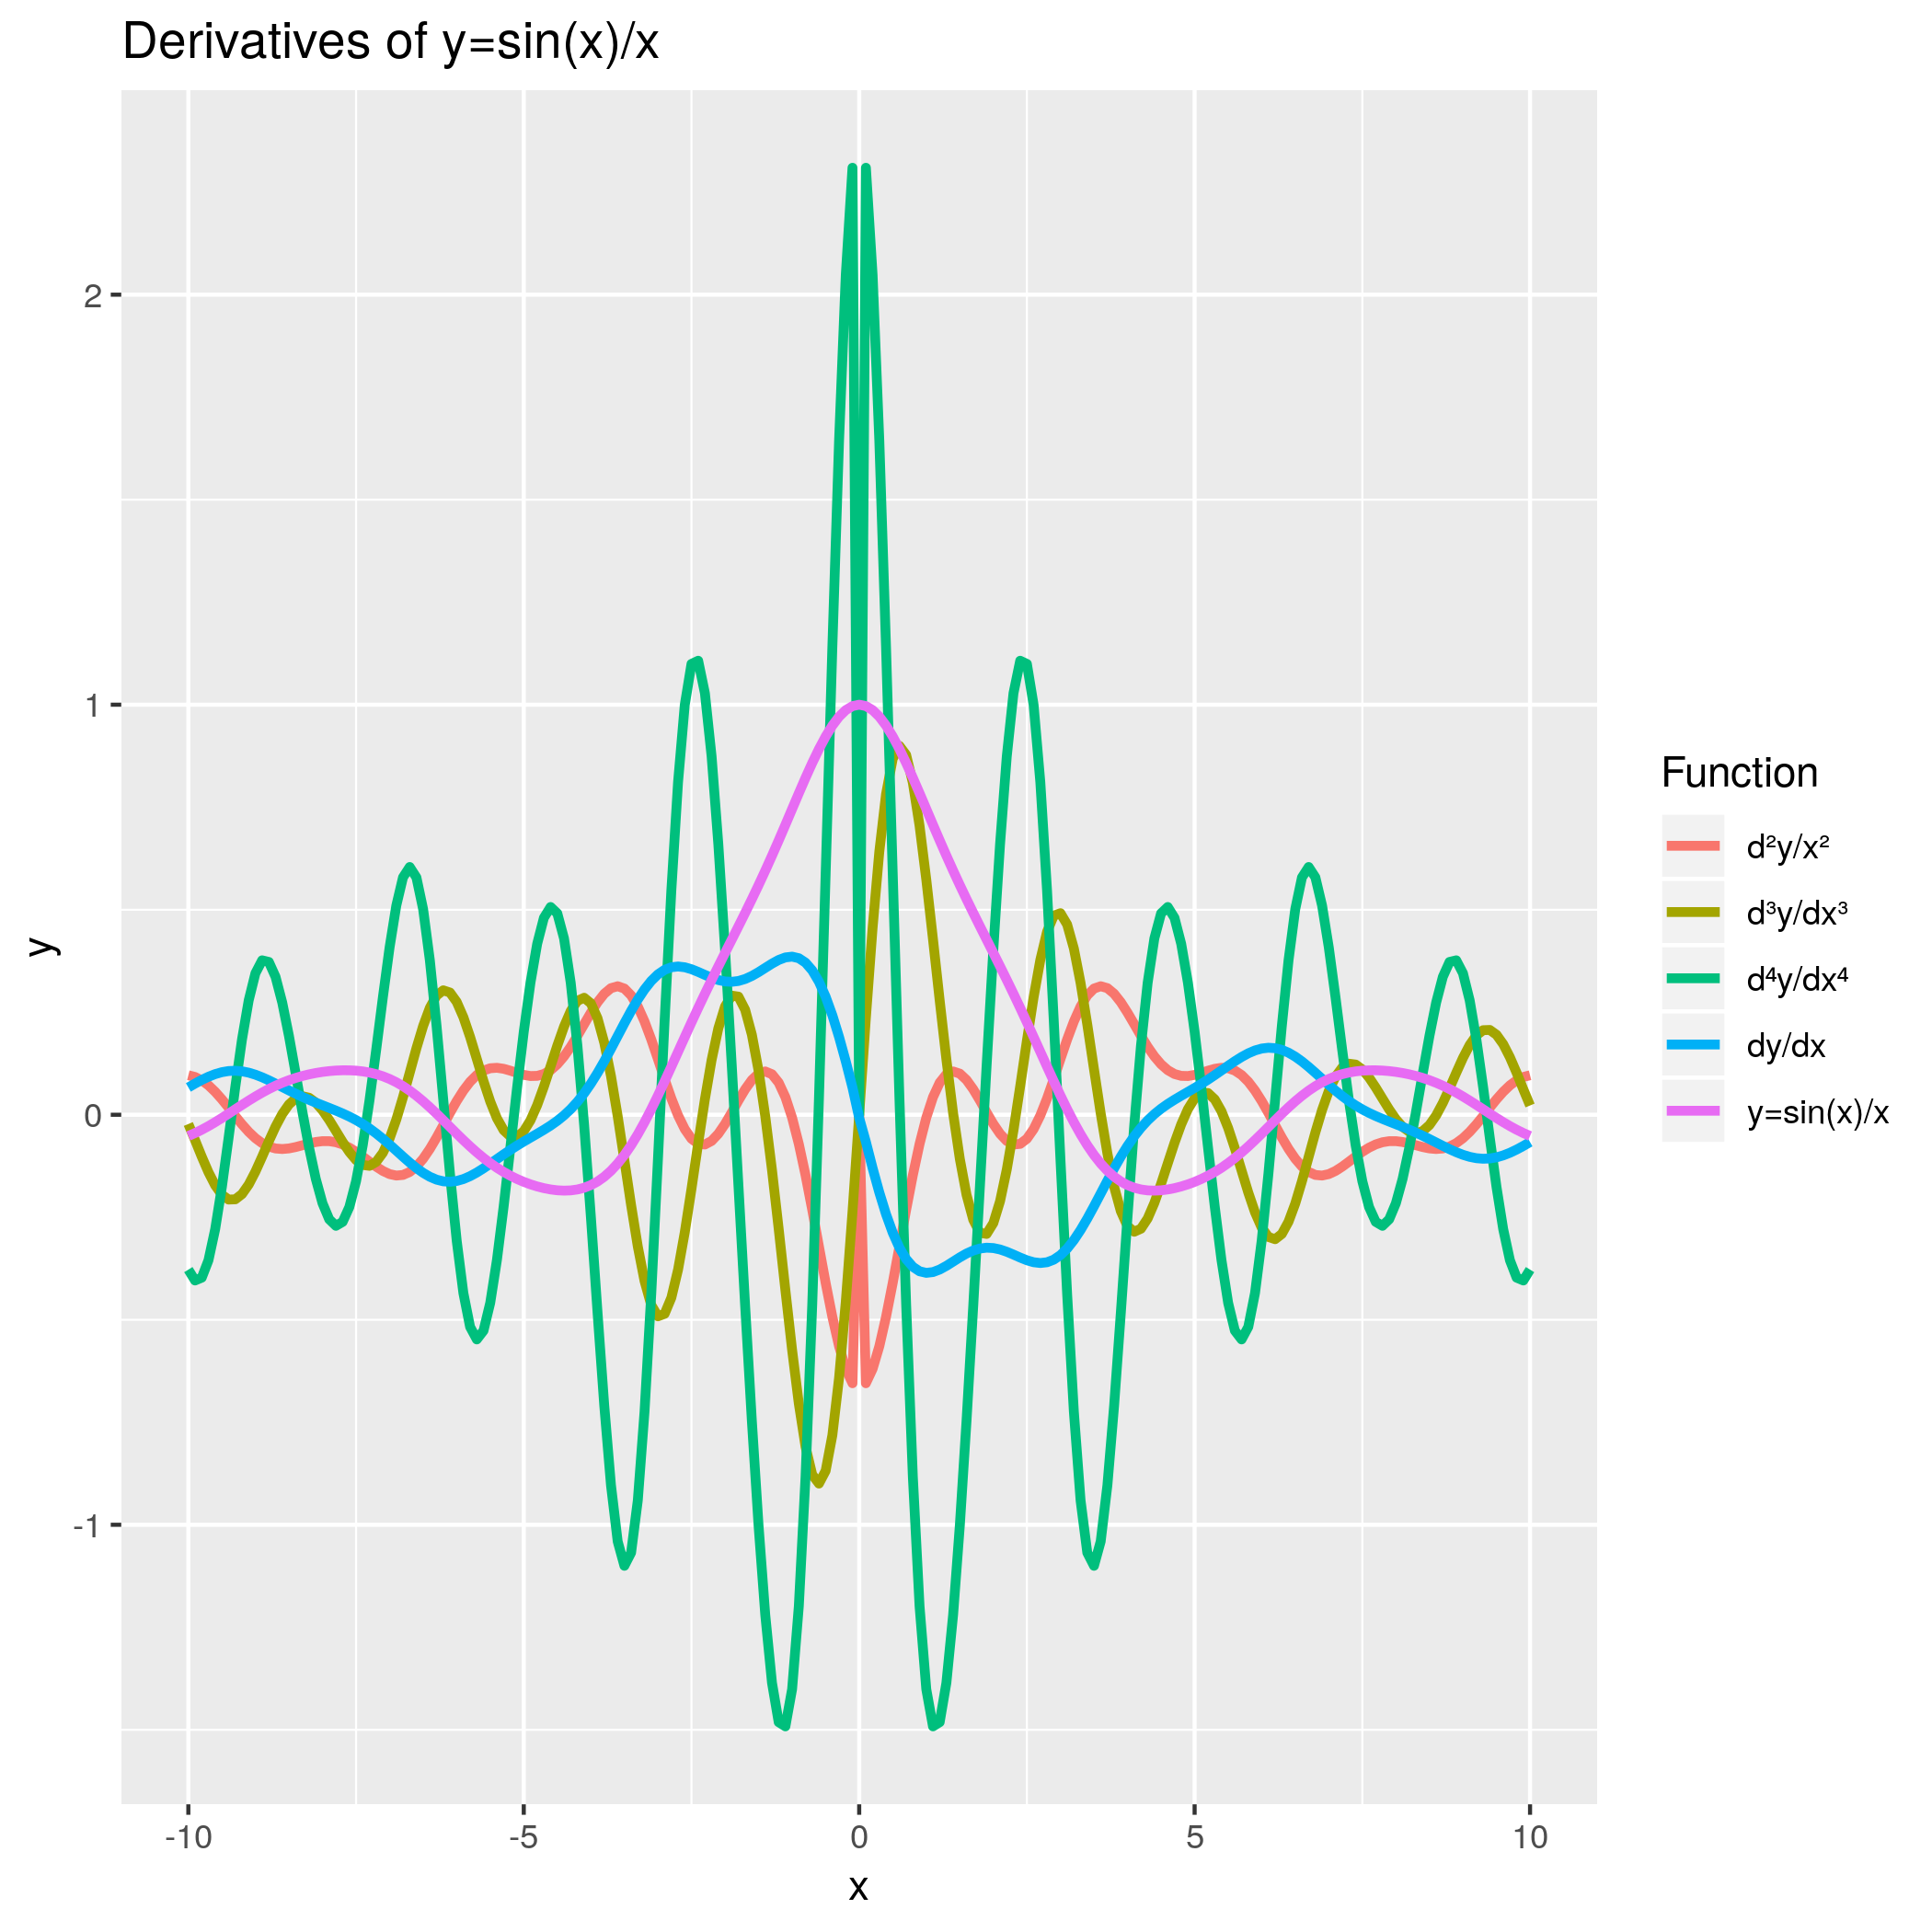 Derivatives of y=sin(x)/x
2
1
0
-1
y
-10 -5 0 5 10
x
Function
d²y/x²
d³y/dx³
d⁴y/dx⁴
dy/dx
y=sin(x)/x